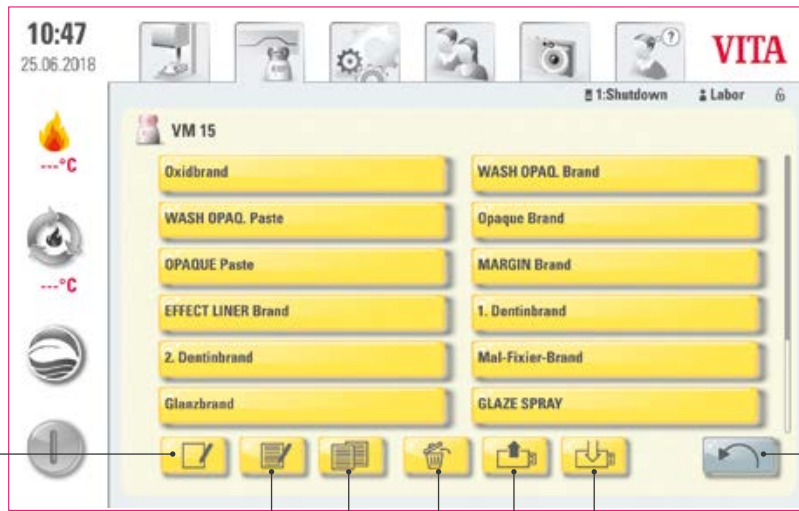 10:47
25.06.2018
VITA
1:Shutdown Labor
VM 15
---°C
---°C
Oxidbrand WASH OPAQ. Brand
WASH OPAQ. Paste Opaque Brand
OPAQUE Paste MARGIN Brand
EFFECT LINER Brand 1. Dentinbrand
2. Dentinbrand Mal-Fixier-Brand
Glanzbrand GLAZE SPRAY